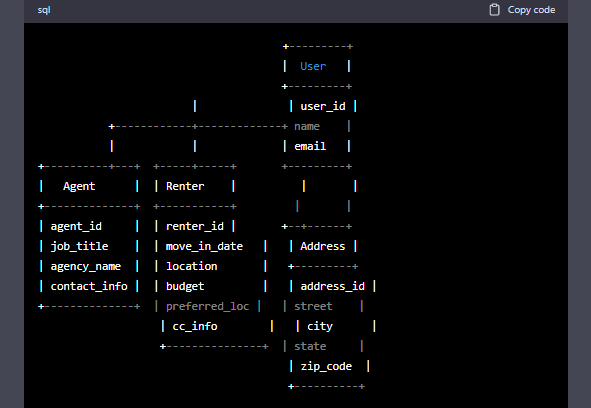 sql Copy code
+---------+
|  User   |
+---------+
|            | user_id |
+------------+-------------+ name    |
|            |             | email   |
+----------+---+  +-----+-----+        +---------+
|   Agent      |  | Renter    |          |       |
+--------------+  +-----------+         |       |
| agent_id     |  | renter_id |       +--+------+
| job_title    |  | move_in_date   |   | Address |
| agency_name  |  | location       |   +---------+
| contact_info |  | budget         |   | address_id |
+--------------+  | preferred_loc |   | street    |
| cc_info        |   | city      |
+---------------+  | state     |
| zip_code  |
+----------+